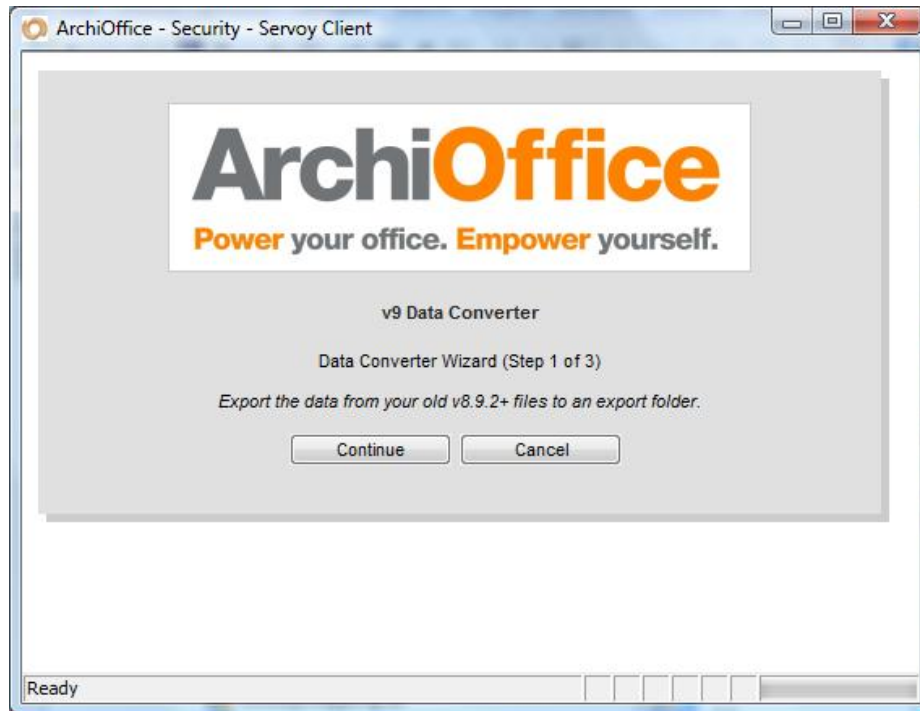 ArchiOffice - Security - Servoy Client
ArchiOffice
Power your office. Empower yourself.
v9 Data Converter
Data Converter Wizard (Step 1 of 3)
Export the data from your old v8.9.2+ files to an export folder.
Continue Cancel
Ready